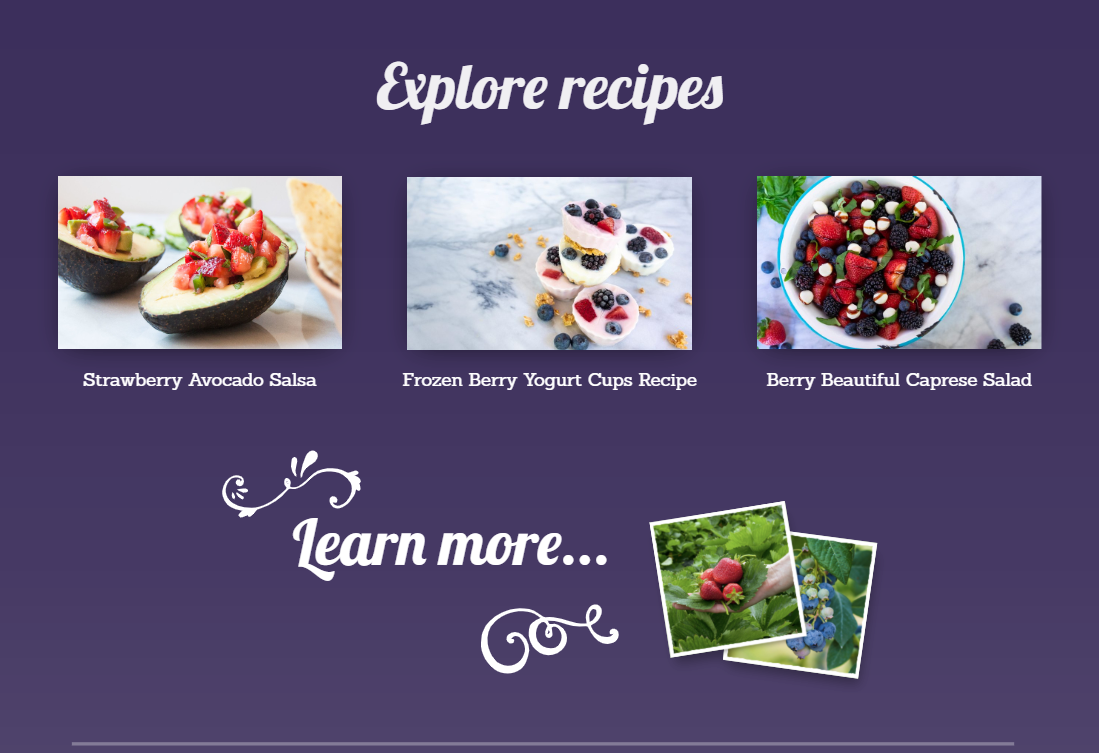 Explore recipes
Strawberry Avocado Salsa
Frozen Berry Yogurt Cups Recipe
Berry Beautiful Caprese Salad
Learn more...